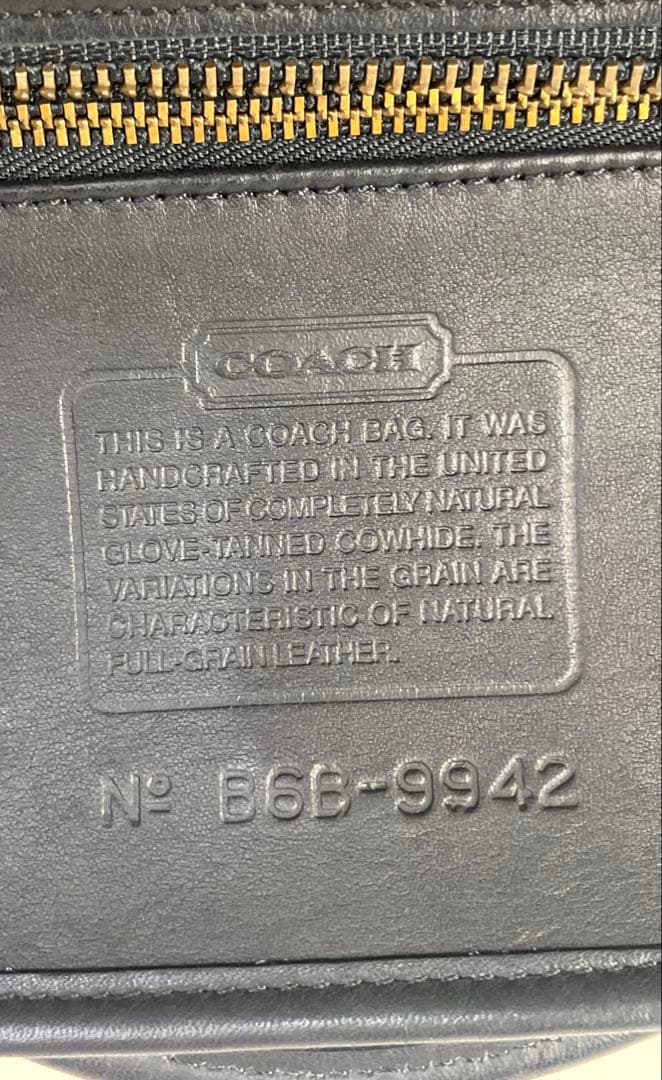 COACH
THIS IS A COACH BAG. IT WAS
HANDCRAFTED IN THE UNITED
STATES OF COMPLETELY NATURAL
GLOVE-TANNED COWHIDE. THE
VARIATIONS IN THE GRAIN ARE
CHARACTERISTIC OF NATURAL
FULL-GRAIN LEATHER.
Nº B6B-9942